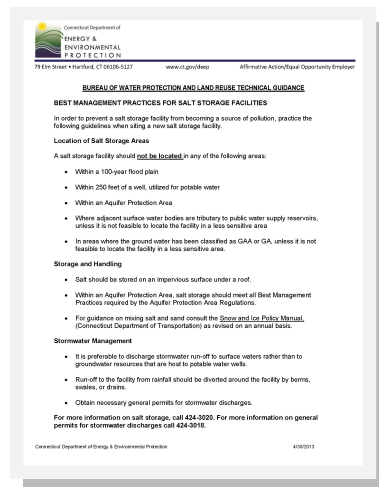 Connecticut Department of
ENERGY &
ENVIRONMENTAL
PROTECTION
79 Elm Street • Hartford, CT 06106-5127 www.ct.gov/deep Affirmative Action/Equal Opportunity Employer
BUREAU OF WATER PROTECTION AND LAND REUSE TECHNICAL GUIDANCE
BEST MANAGEMENT PRACTICES FOR SALT STORAGE FACILITIES
In order to prevent a salt storage facility from becoming a source of pollution, practice the
following guidelines when siting a new salt storage facility.
Location of Salt Storage Areas
A salt storage facility should not be located in any of the following areas:
• Within a 100-year flood plain
• Within 250 feet of a well, utilized for potable water
• Within an Aquifer Protection Area
• Where adjacent surface water bodies are tributary to public water supply reservoirs,
unless it is not feasible to locate the facility in a less sensitive area
• In areas where the ground water has been classified as GAA or GA, unless it is not
feasible to locate the facility in a less sensitive area.
Storage and Handling
• Salt should be stored on an impervious surface under a roof.
• Within an Aquifer Protection Area, salt storage should meet all Best Management
Practices required by the Aquifer Protection Area Regulations.
• For guidance on mixing salt and sand consult the Snow and Ice Policy Manual,
(Connecticut Department of Transportation) as revised on an annual basis.
Stormwater Management
• It is preferable to discharge stormwater run-off to surface waters rather than to
groundwater resources that are host to potable water wells.
• Run-off to the facility from rainfall should be diverted around the facility by berms,
swales, or drains.
• Obtain necessary general permits for stormwater discharges.
For more information on salt storage, call 424-3020. For more information on general
permits for stormwater discharges call 424-3018.
Connecticut Department of Energy & Environmental Protection 4/30/2013